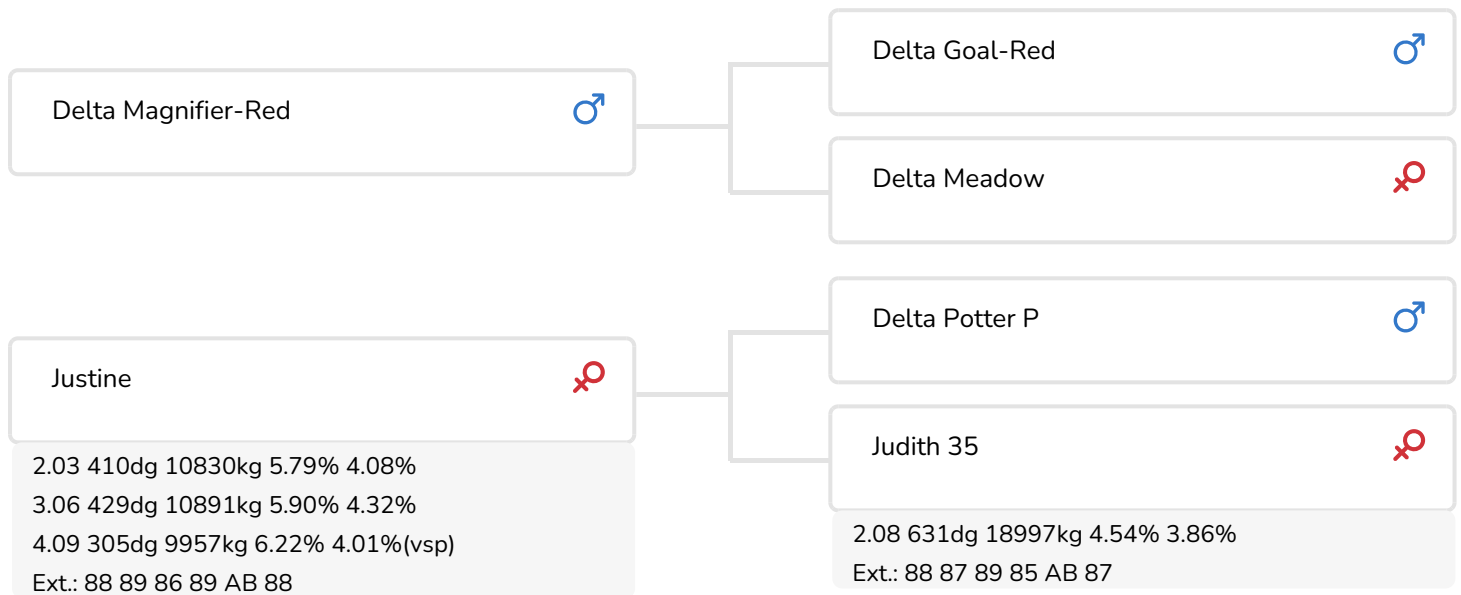 Delta Magnifier-Red
Delta Goal-Red
Delta Meadow
Justine
2.03 410dg 10830kg 5.79% 4.08%
3.06 429dg 10891kg 5.90% 4.32%
4.09 305dg 9957kg 6.22% 4.01%(vsp)
Ext.: 88 89 86 89 AB 88
Delta Potter P
Judith 35
2.08 631dg 18997kg 4.54% 3.86%
Ext.: 88 87 89 85 AB 87